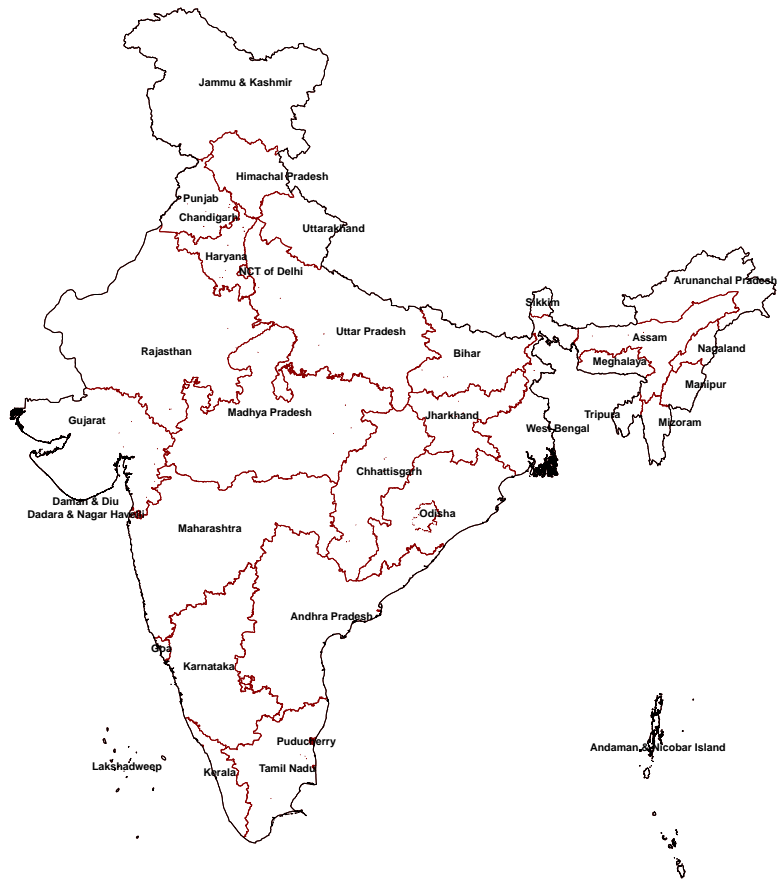 Jammu & Kashmir
Himachal Pradesh
Punjab
Chandigarh
Uttarakhand
Haryana
NCT of Delhi
Arunanchal Pradesh
Sikkim
Uttar Pradesh
Assam
Rajasthan
Bihar
Nagaland
Meghalaya
Manipur
Madhya Pradesh
Jharkhand
Tripura
Gujarat
Mizoram
West Bengal
Chhattisgarh
Daman & Diu
Dadara & Nagar Haveli
Odisha
Maharashtra
Andhra Pradesh
Goa
Karnataka
Puducherry
Andaman & Nicobar Island
Lakshadweep
Kerala
Tamil Nadu